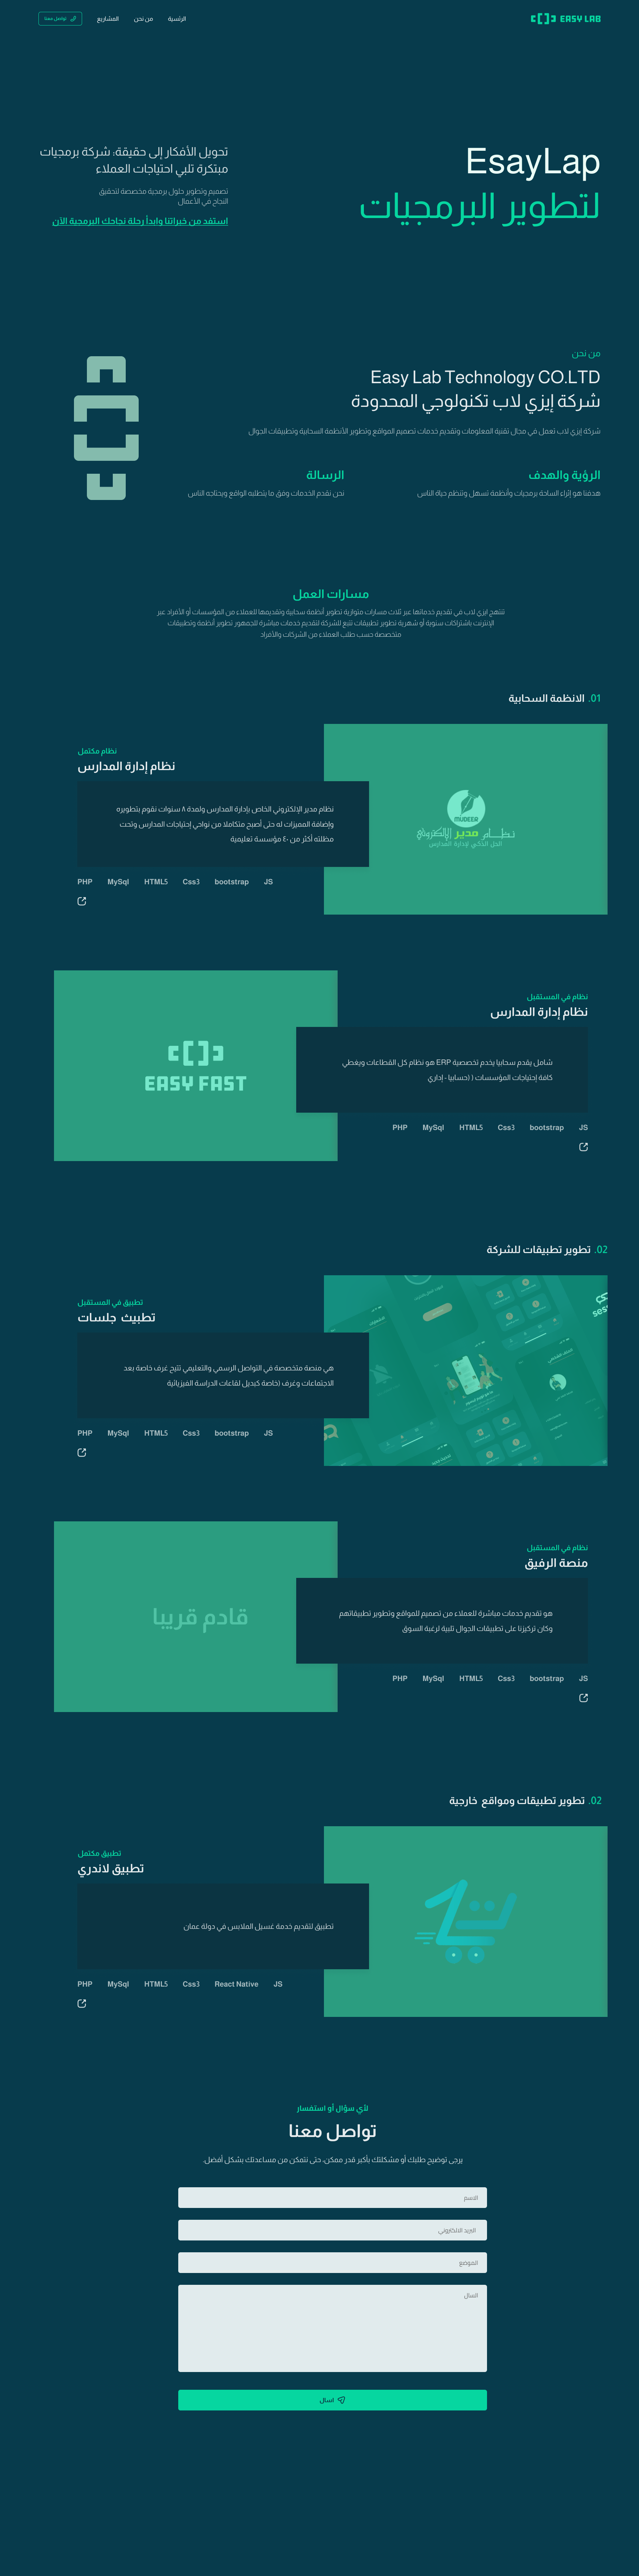 EASY LAB
الرئسية
من نحن
المشاريع
تواصل معنا
EsayLap
لتطوير البرمجيات
تحويل الأفكار إلى حقيقة: شركة برمجيات
مبتكرة تلبي احتياجات العملاء
تصميم وتطوير حلول برمجية مخصصة لتحقيق
النجاح في الأعمال
استفد من خبراتنا وابدأ رحلة نجاحك البرمجية الآن
من نحن
Easy Lab Technology CO.LTD
شركة إيزي لاب تكنولوجي المحدودة
شركة إيزي لاب تعمل في مجال تقنية المعلومات وتقديم خدمات تصميم المواقع وتطوير الأنظمة السحابية وتطبيقات الجوال
الرؤية والهدف
هدفنا هو إثراء الساحة برمجيات وأنظمة تسهل وتنظم حياة الناس
الرسالة
نحن نقدم الخدمات وفق ما يتطلبه الواقع ويحتاجه الناس
مسارات العمل
تنتهج ايزي لاب في تقديم خدماتها عبر ثلاث مسارات متوازية تطوير أنظمة سحابية وتقديمها للعملاء من المؤسسات أو الأفراد عبر
الإنترنت باشتراكات سنوية أو شهرية تطوير تطبيقات تتبع للشركة لتقديم خدمات مباشرة للجمهور تطوير أنظمة وتطبيقات
متخصصة حسب طلب العملاء من الشركات والأفراد
01. الانظمة السحابية
نظام مكتمل
نظام إدارة المدارس
نظام مدير الإلكتروني الخاص بإدارة المدارس ولمدة ٨ سنوات نقوم بتطويره
وإضافة المميزات له حتى أصبح متكاملا من نواحي إحتياجات المدارس وتحت
مظلته أكثر من ٤٠ مؤسسة تعليمية
PHP MySql HTML5 Css3 bootstrap JS
MUDEER
نظام مدير الإلكتروني
الحل الذكي لإدارة المدارس
نظام في المستقبل
نظام إدارة المدارس
شامل يقدم سحابيا يخدم تخصصية ERP هو نظام كل القطاعات ويغطي
كافة إحتياجات المؤسسات ( (حسابيا - إداري
PHP MySql HTML5 Css3 bootstrap JS
EASY FAST
02. تطوير تطبيقات للشركة
تطبيق في المستقبل
تطبيث جلسات
هي منصة متخصصة في التواصل الرسمي والتعليمي تتيح غرف خاصة بعد
الاجتماعات وغرف (خاصة كبديل لقاعات الدراسة الفيزيائية
PHP MySql HTML5 Css3 bootstrap JS
نظام في المستقبل
منصة الرفيق
هو تقديم خدمات مباشرة للعملاء من تصميم للمواقع وتطوير تطبيقاتهم
وكان تركيزنا على تطبيقات الجوال تلبية لرغبة السوق
PHP MySql HTML5 Css3 bootstrap JS
قادم قريبا
02. تطوير تطبيقات ومواقع خارجية
تطبيق مكتمل
تطبيق لاندري
تطبيق لتقديم خدمة غسيل الملابس في دولة عمان
PHP MySql HTML5 Css3 React Native JS
لأي سؤال أو استفسار
تواصل معنا
يرجى توضيح طلبك أو مشكلتك بأكبر قدر ممكن، حتى نتمكن من مساعدتك بشكل أفضل.
الاسم
البريد الالكتروني
الموضع
اتسال
اتسال